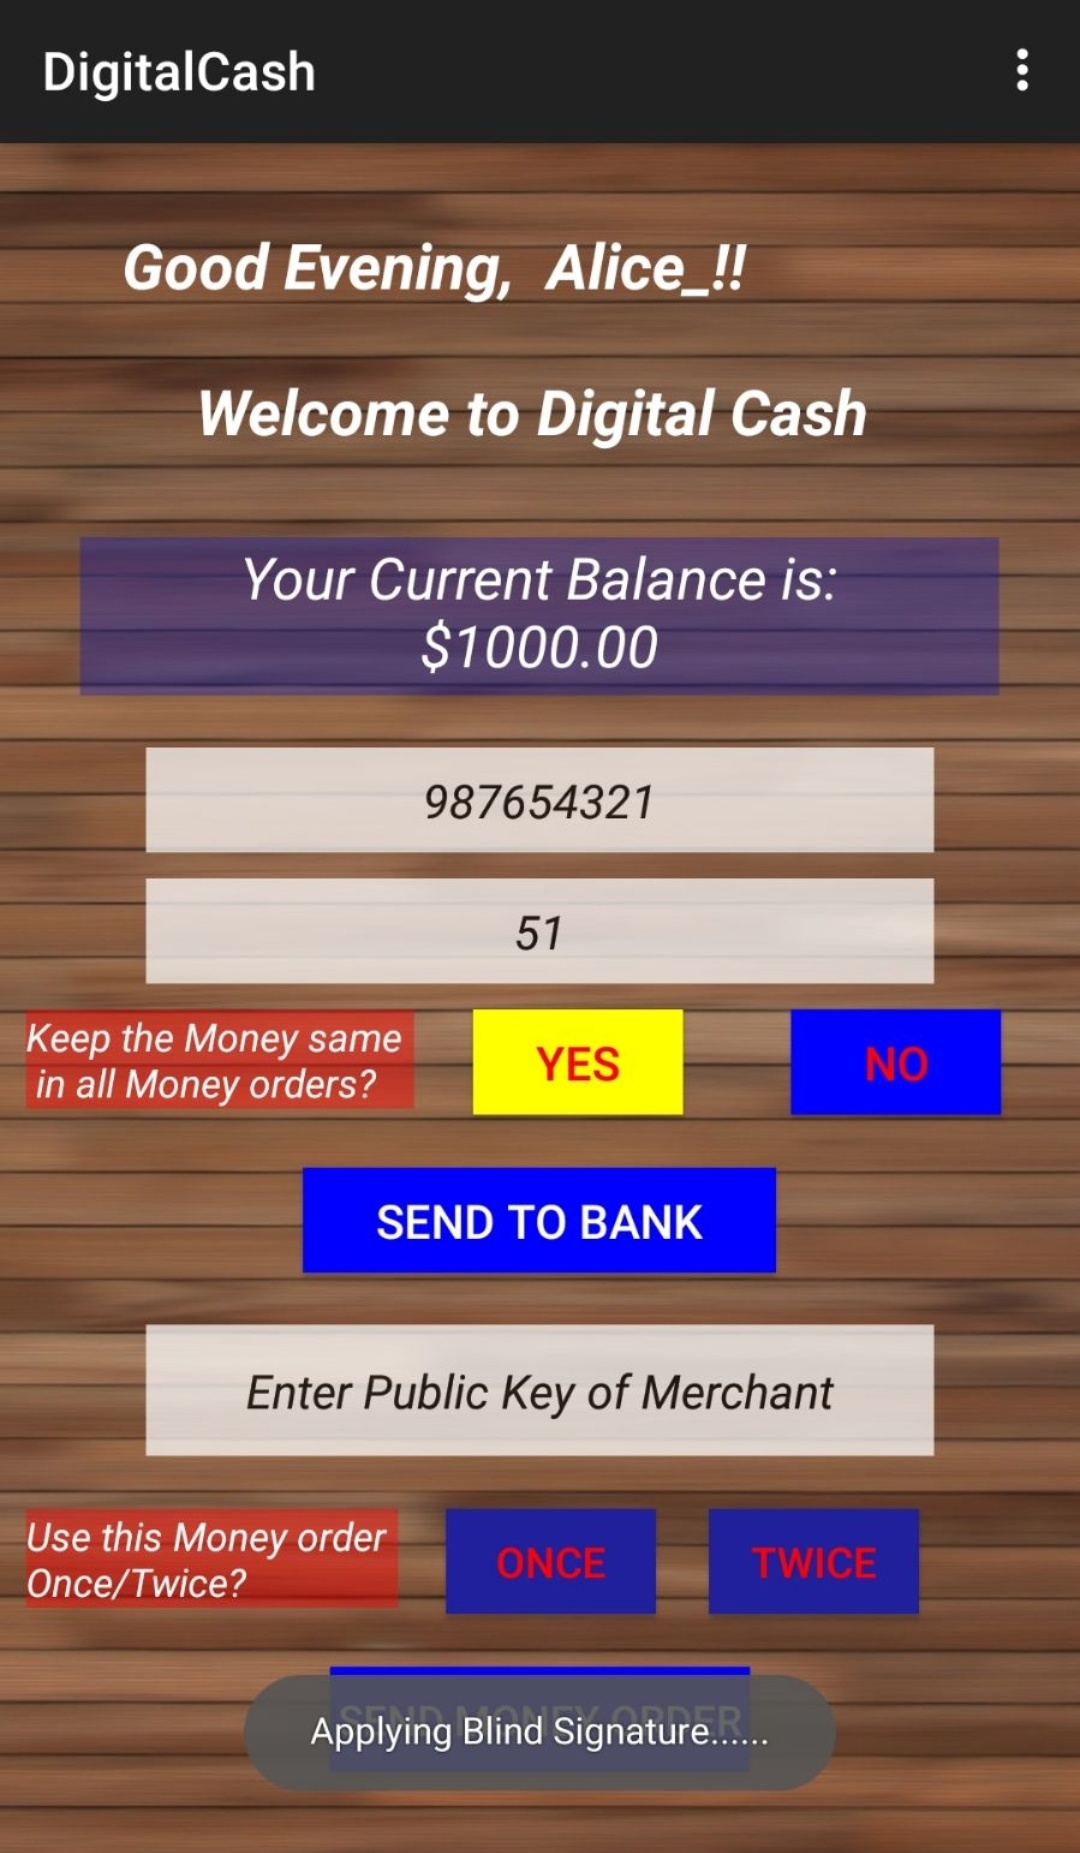 DigitalCash
Good Evening, Alice_!!
Welcome to Digital Cash
Your Current Balance is:
$1000.00
987654321
51
Keep the Money same
in all Money orders?
YES
NO
SEND TO BANK
Enter Public Key of Merchant
Use this Money order
Once/Twice?
ONCE
TWICE
SEND MONEY ORDER
Applying Blind Signature......